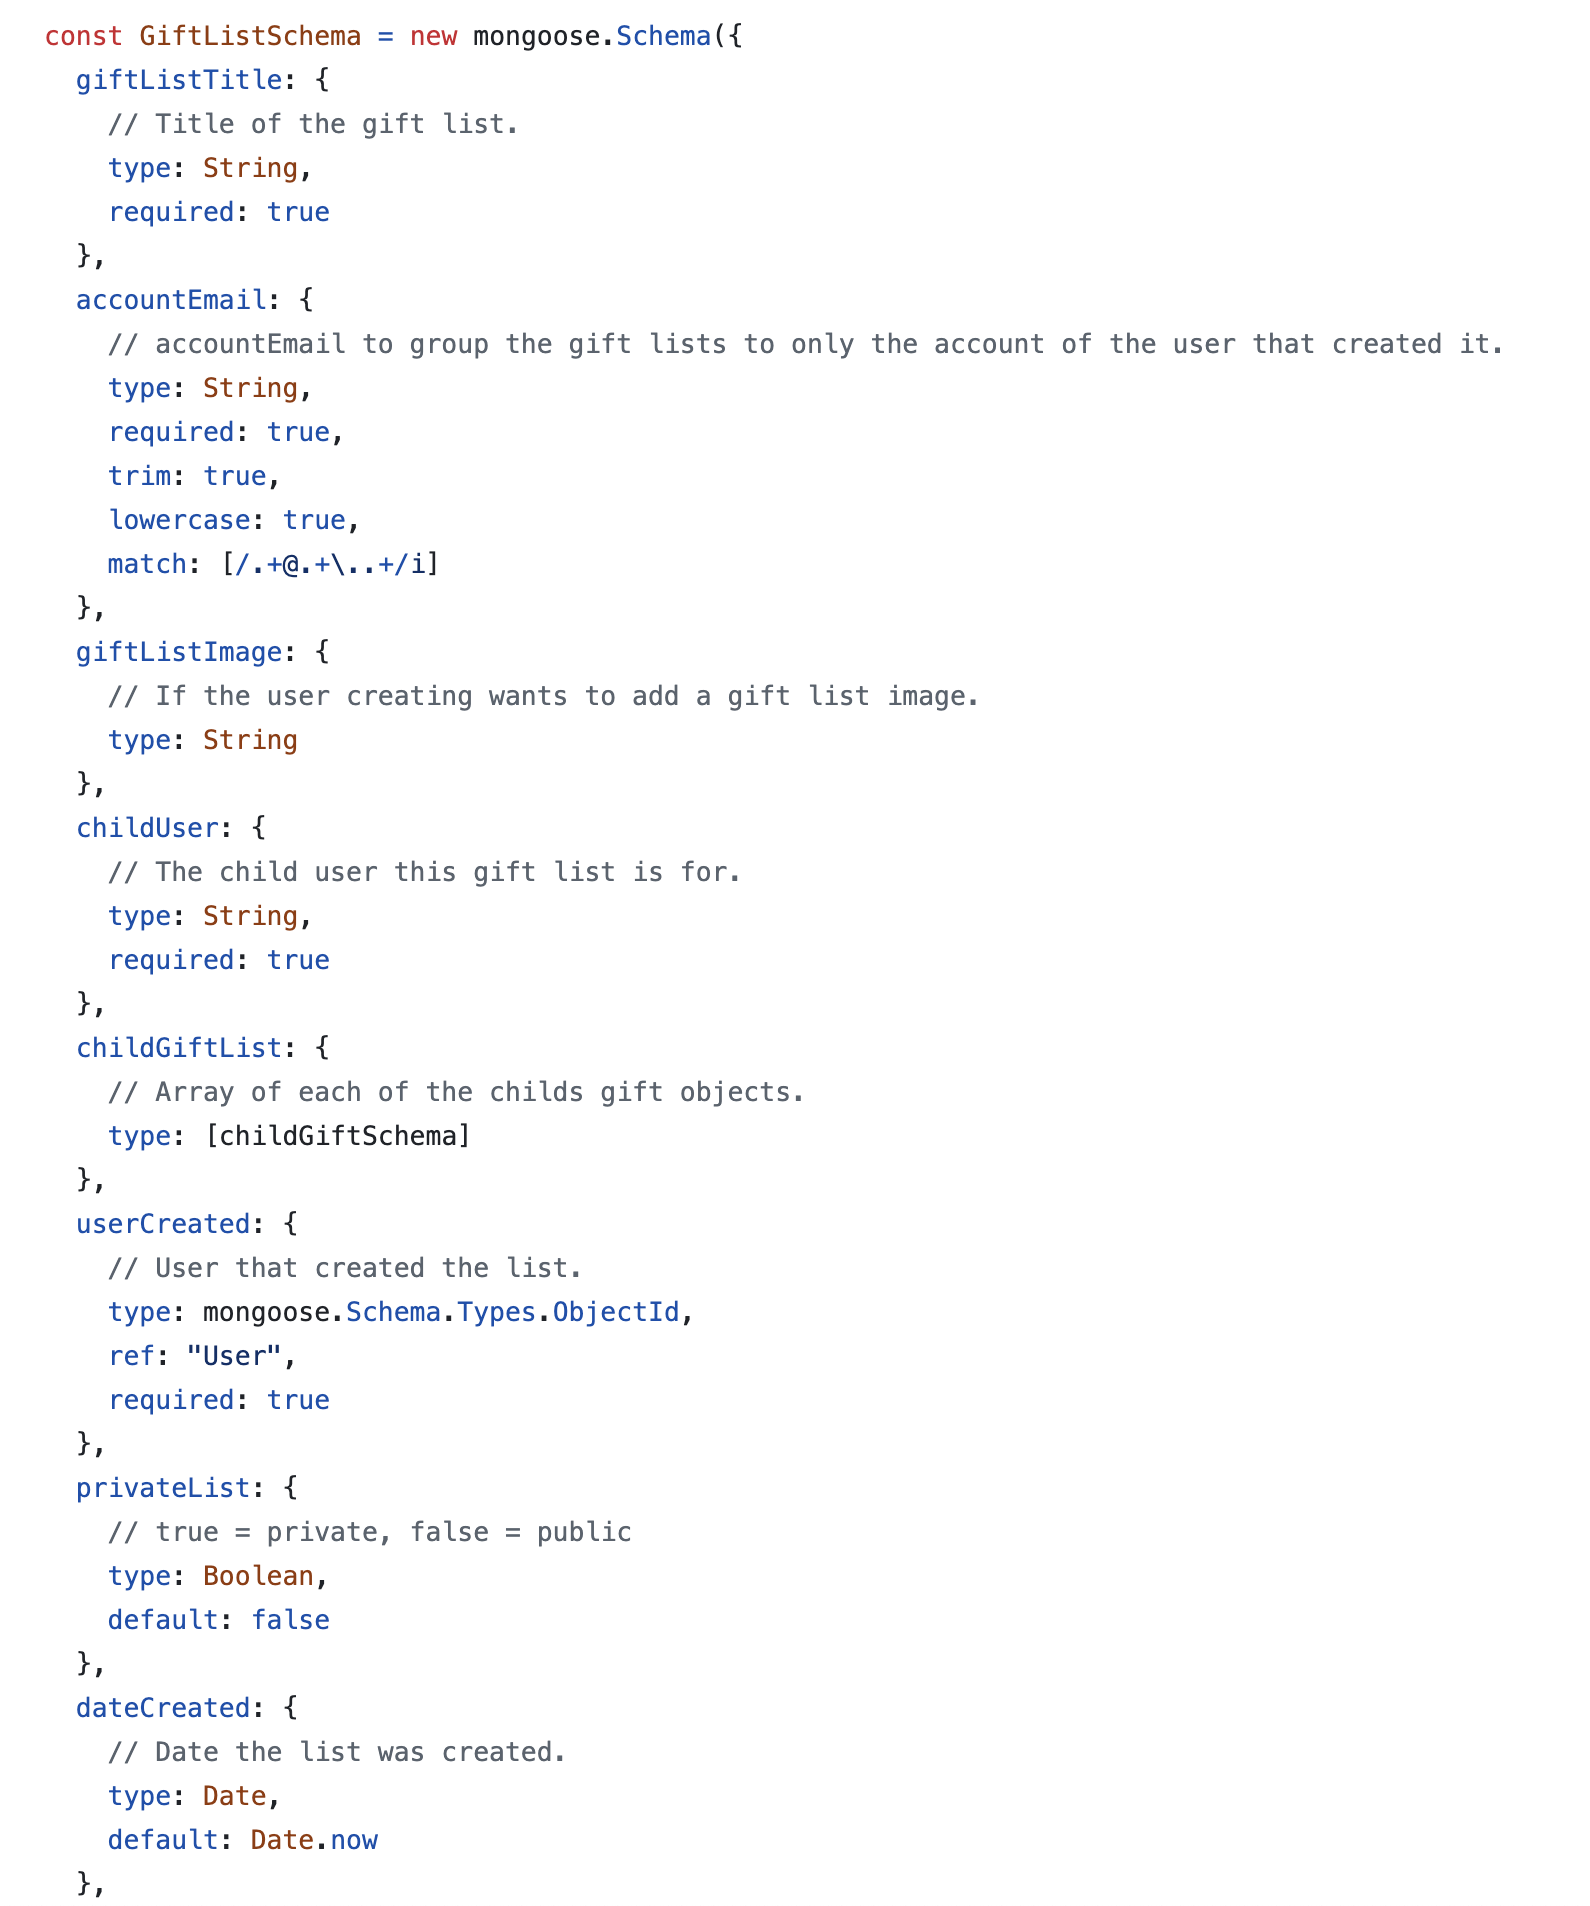 const GiftListSchema = new mongoose.Schema({
  giftListTitle: {
    // Title of the gift list.
    type: String,
    required: true
  },
  accountEmail: {
    // accountEmail to group the gift lists to only the account of the user that created it.
    type: String,
    required: true,
    trim: true,
    lowercase: true,
    match: [/.+@.+\..+/i]
  },
  giftListImage: {
    // If the user creating wants to add a gift list image.
    type: String
  },
  childUser: {
    // The child user this gift list is for.
    type: String,
    required: true
  },
  childGiftList: {
    // Array of each of the childs gift objects.
    type: [childGiftSchema]
  },
  userCreated: {
    // User that created the list.
    type: mongoose.Schema.Types.ObjectId,
    ref: "User",
    required: true
  },
  privateList: {
    // true = private, false = public
    type: Boolean,
    default: false
  },
  dateCreated: {
    // Date the list was created.
    type: Date,
    default: Date.now
  },